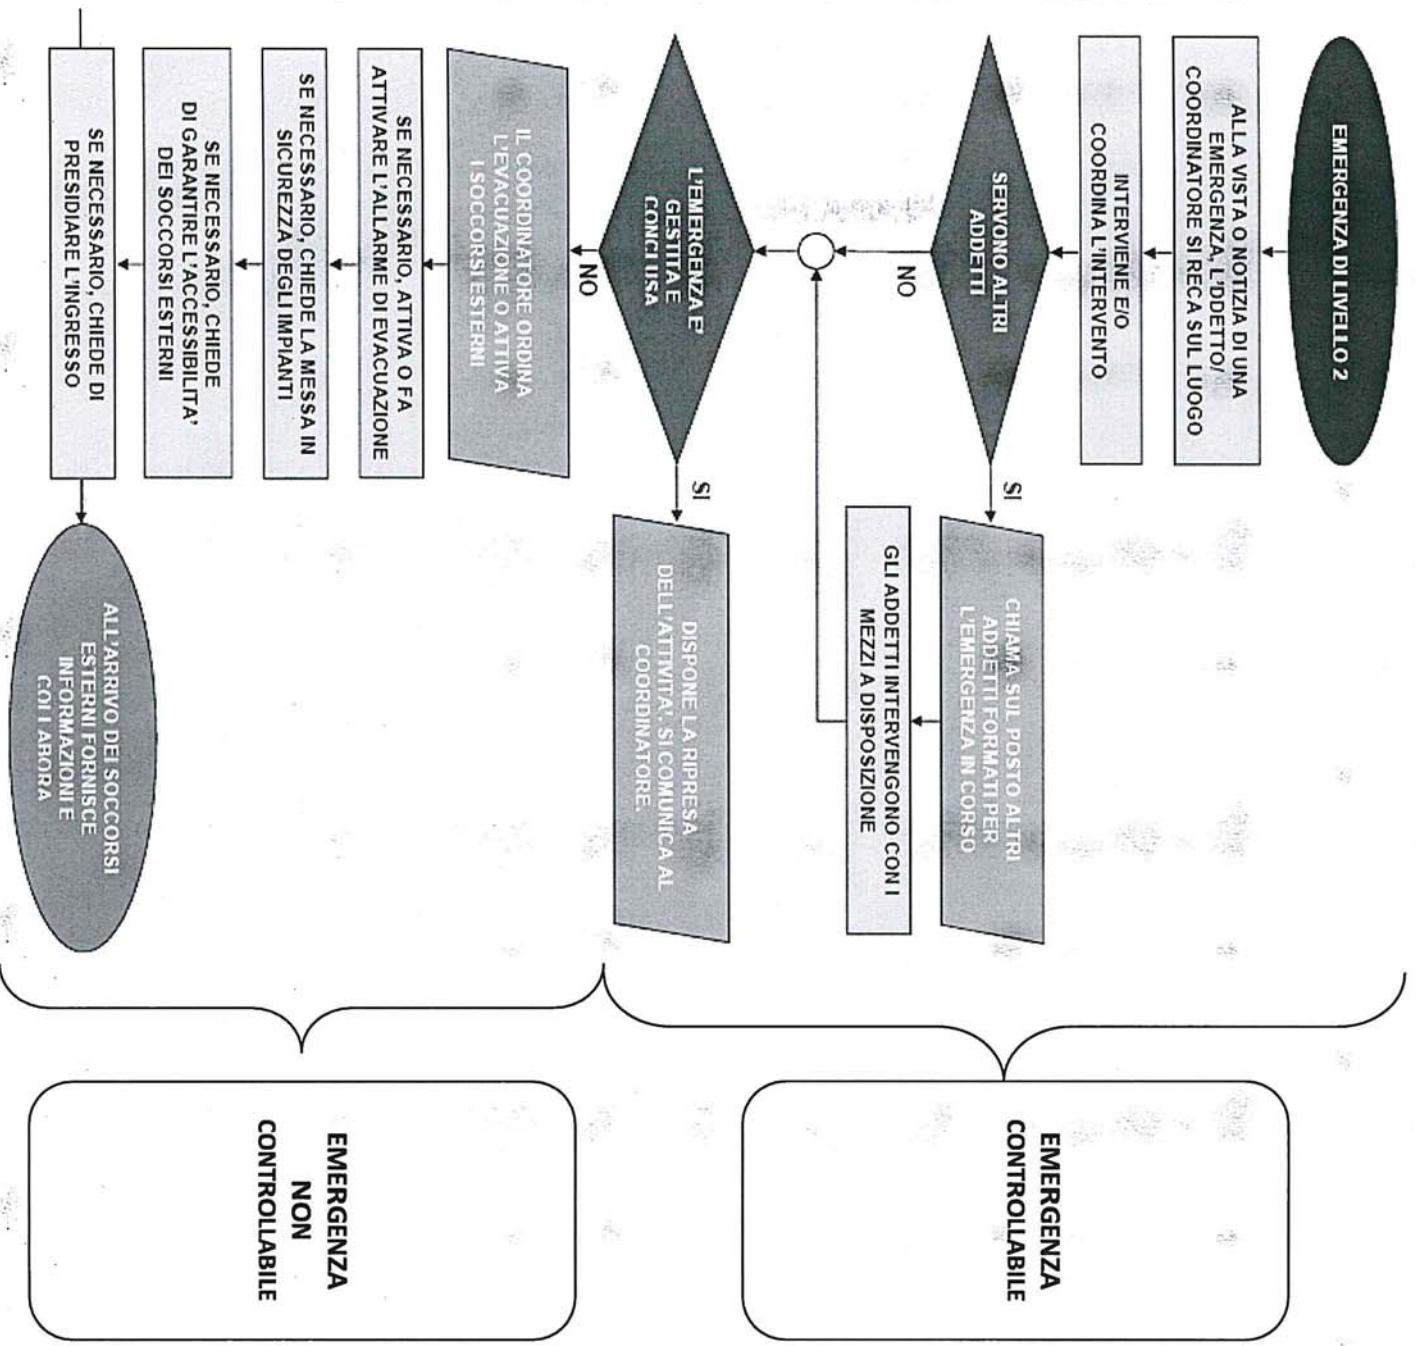 EMERGENZA DI LIVELLO 2
ALLA VISTA O NOTIZIA DI UNA
EMERGENZA, L'DDETTO/
COORDINATORE SI RECA SUL LUOGO
INTERVIENE E/O
COORDINA L'INTERVENTO
SERVONO ALTRI
ADDETTI
SI
NO
CHIAMA SUL POSTO ALTRI
ADDETTI FORMATI PER
L'EMERGENZA IN CORSO
GLI ADDETTI INTERVENGONO CON I
MEZZI A DISPOSIZIONE
L'EMERGENZA E'
GESTITA E
CONCLUSA
SI
NO
DISPONE LA RIPRESA
DELL'ATTIVITA'. SI COMUNICA AL
COORDINATORE.
IL COORDINATORE ORDINA
L'EVACUAZIONE O ATTIVA
I SOCCORSI ESTERNI
SE NECESSARIO, ATTIVA O FA
ATTIVARE L'ALLARME DI EVACUAZIONE
SE NECESSARIO, CHIEDE LA MESSA IN
SICUREZZA DEGLI IMPIANTI
SE NECESSARIO, CHIEDE
DI GARANTIRE L'ACCESSIBILITA'
DEI SOCCORSI ESTERNI
SE NECESSARIO, CHIEDE DI
PRESIDIARE L'INGRESSO
ALL'ARRIVO DEI SOCCORSI
ESTERNI FORNISCE
INFORMAZIONI E
COLLABORA
EMERGENZA
CONTROLLABILE
EMERGENZA
NON
CONTROLLABILE